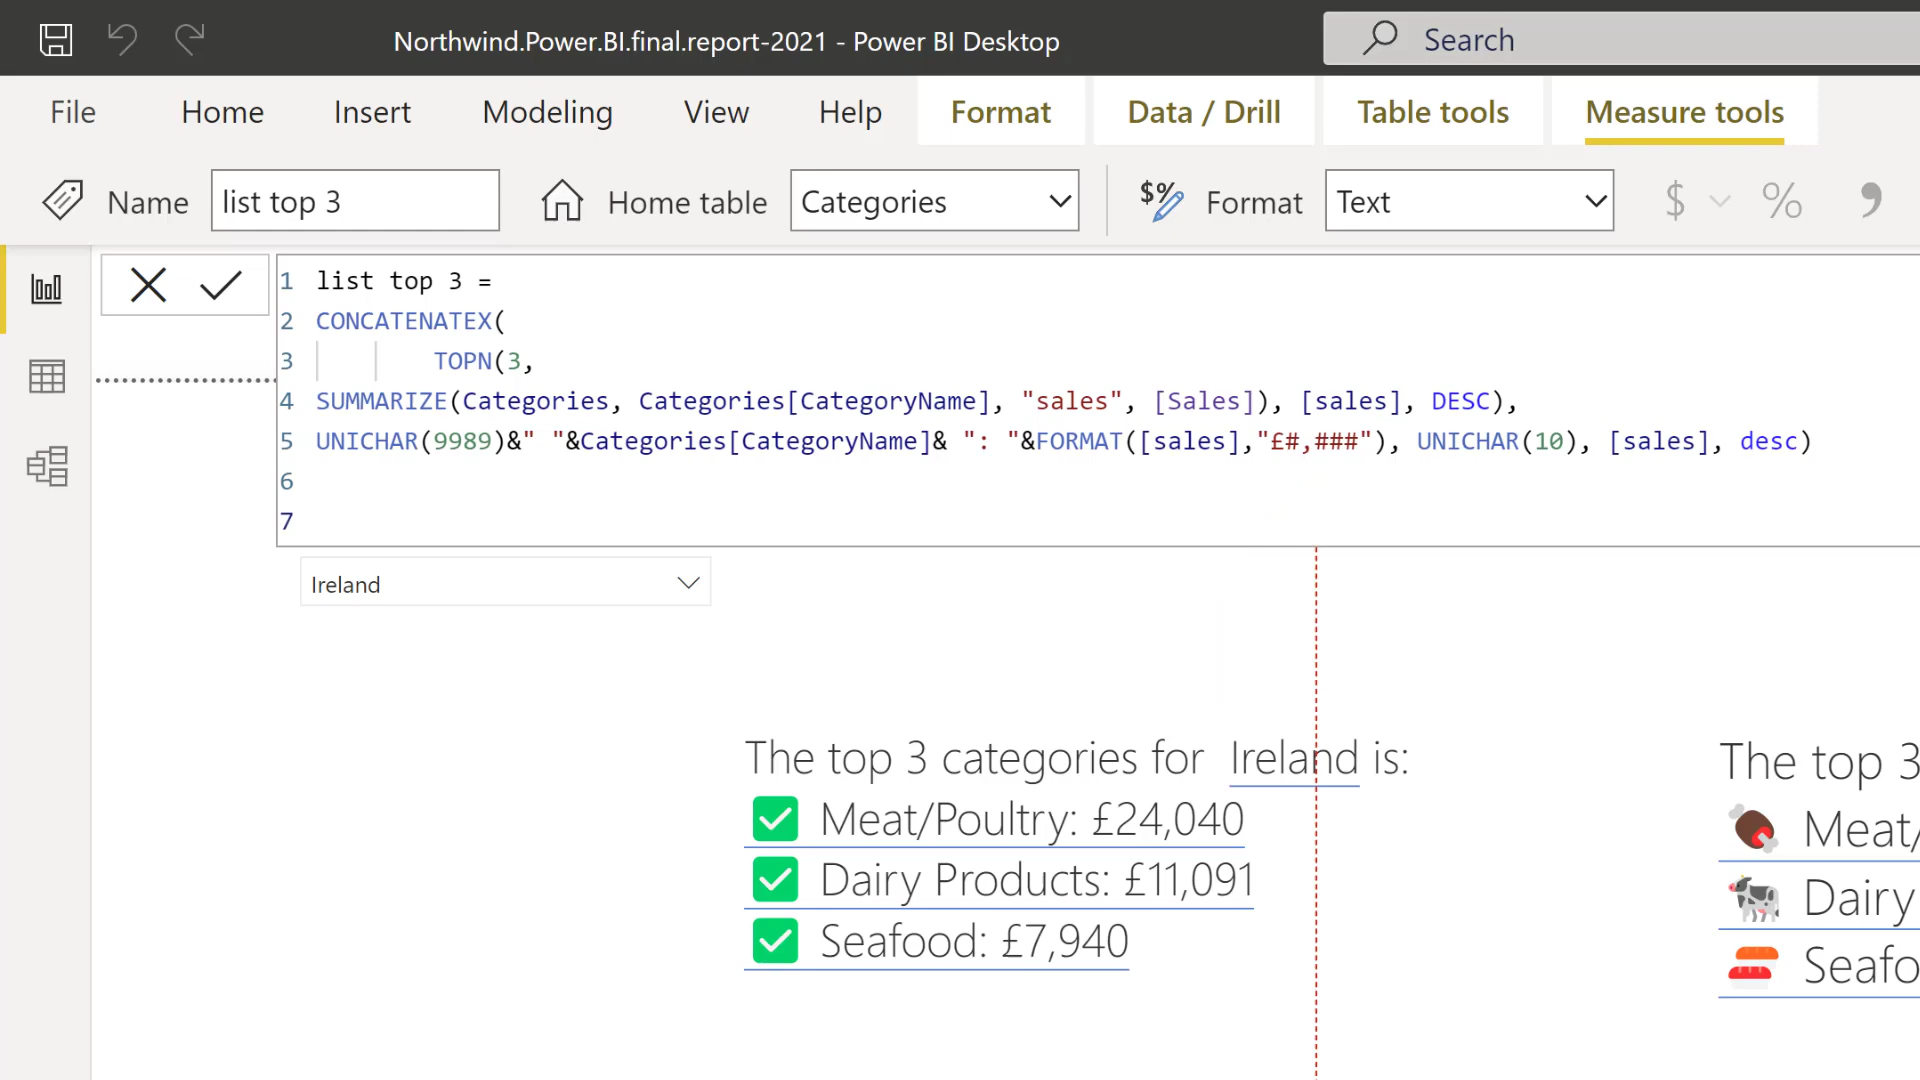 Northwind.Power.BI.final.report-2021 - Power BI Desktop
Search
File Home Insert Modeling View Help Format Data / Drill Table tools Measure tools
Name list top 3 Home table Categories $% Format Text $ % ,
1 list top 3 =
2 CONCATENATEX(
3 TOPN(3,
4 SUMMARIZE(Categories, Categories[CategoryName], "sales", [Sales]), [sales], DESC),
5 UNICHAR(9989)&" "&Categories[CategoryName]& ": "&FORMAT([sales],"£#,###"), UNICHAR(10), [sales], desc)
6
7
Ireland
The top 3 categories for Ireland is:
✅ Meat/Poultry: £24,040
✅ Dairy Products: £11,091
✅ Seafood: £7,940
The top 3
🍖 Meat/
🐄 Dairy
🍣 Seafo